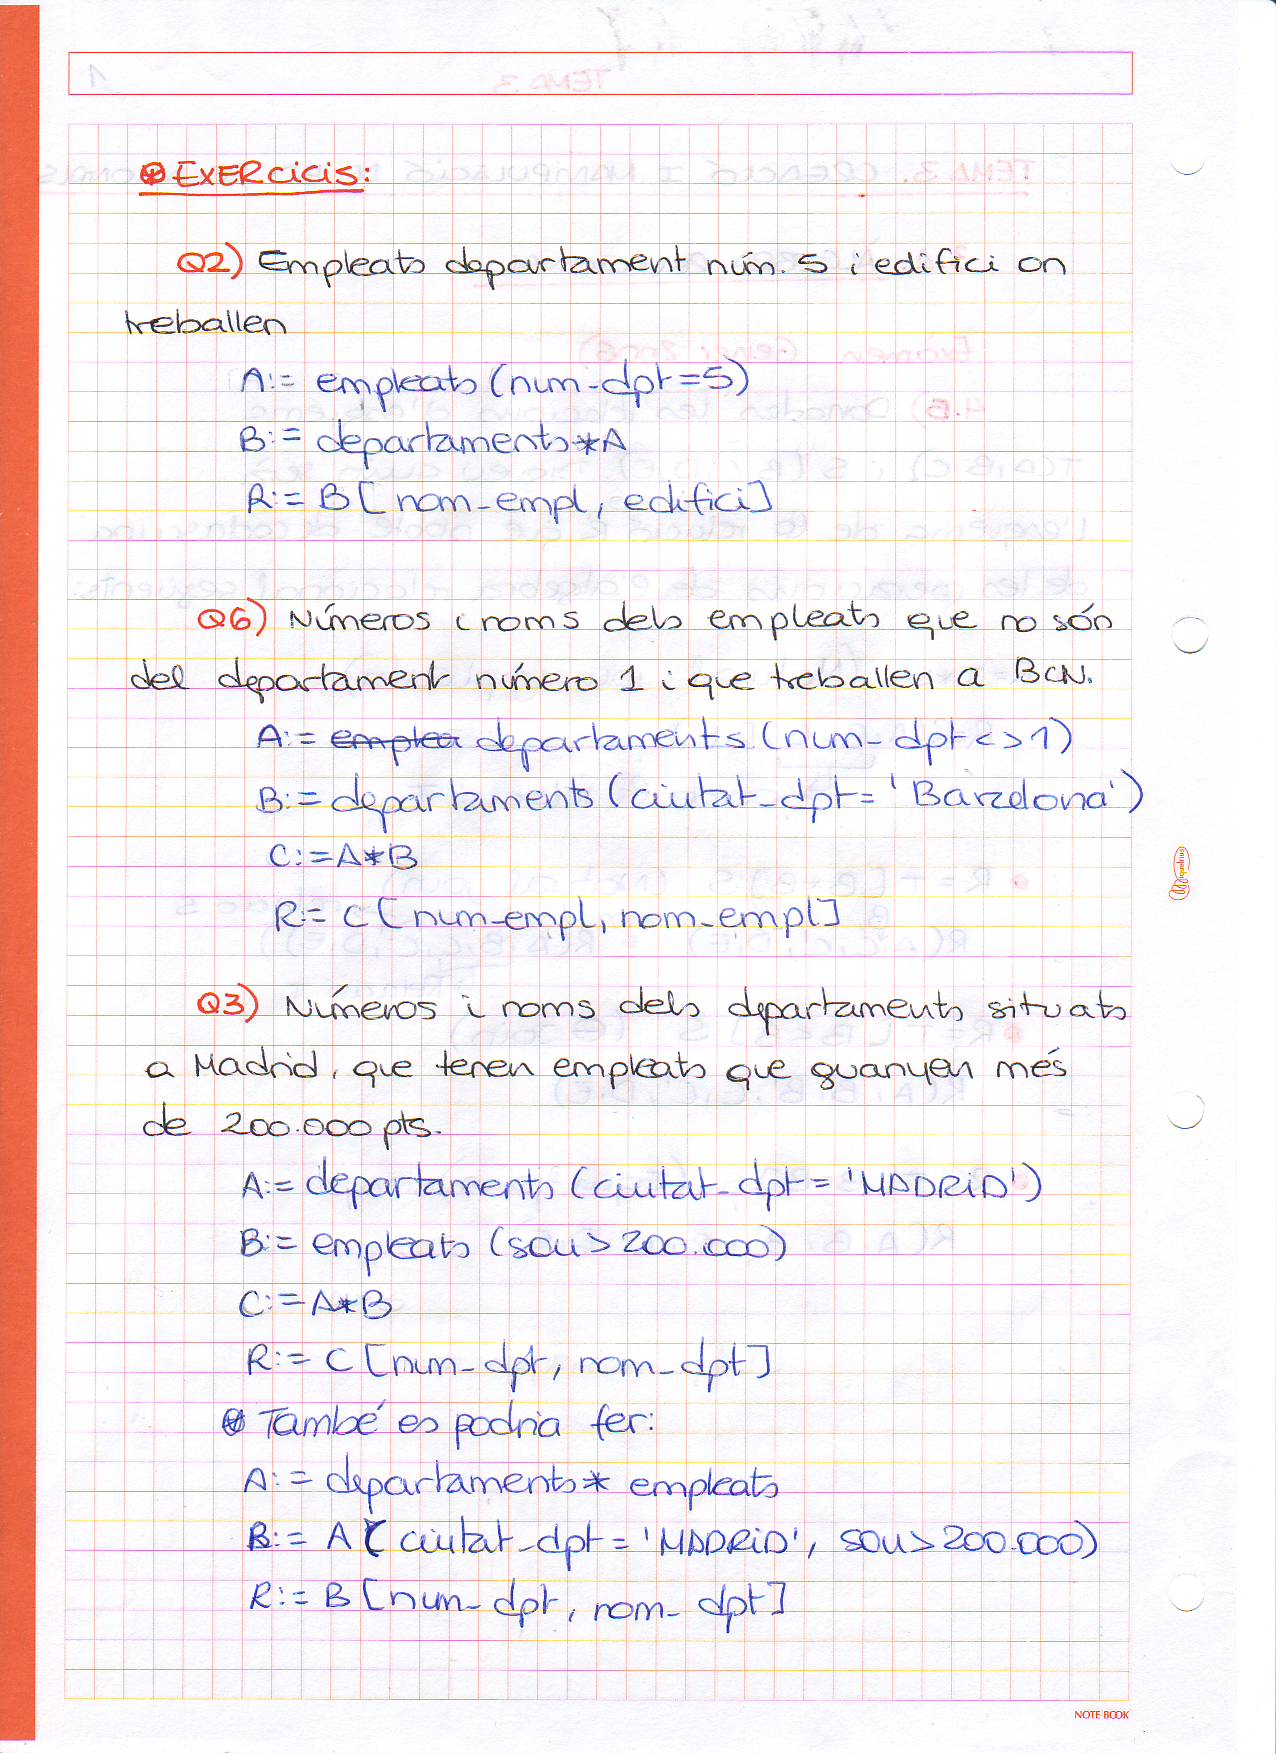 EXERCICIS:
Q2) Empleats departament núm. 5 i edifici on
treballen
A:= empleats (num-dpt=5)
B:= departaments*A
R:= B[nom-empl, edifici]
Q6) Números i noms dels empleats que no són
del departament número 1 i que treballen a BCN.
A:= emplea departaments (num-dpt<>1)
B:= departaments (ciutat-dpt='Barzelona')
C:=A*B
R:= C[num-empl, nom-empl]
Q3) Números i noms dels departaments situats
a Madrid, que tenen empleats que guanyen més
de 200.000 pts.
A:= departaments (ciutat-dpt='MADRID')
B:= empleats (sou>200.000)
C:=A*B
R:= C[num-dpt, nom-dpt]
També es podria fer:
A:= departaments* empleats
B:= A(ciutat-dpt='MADRID', sou>200.000)
R:= B[num-dpt, nom-dpt]
miquelrius
NOTE BOOK